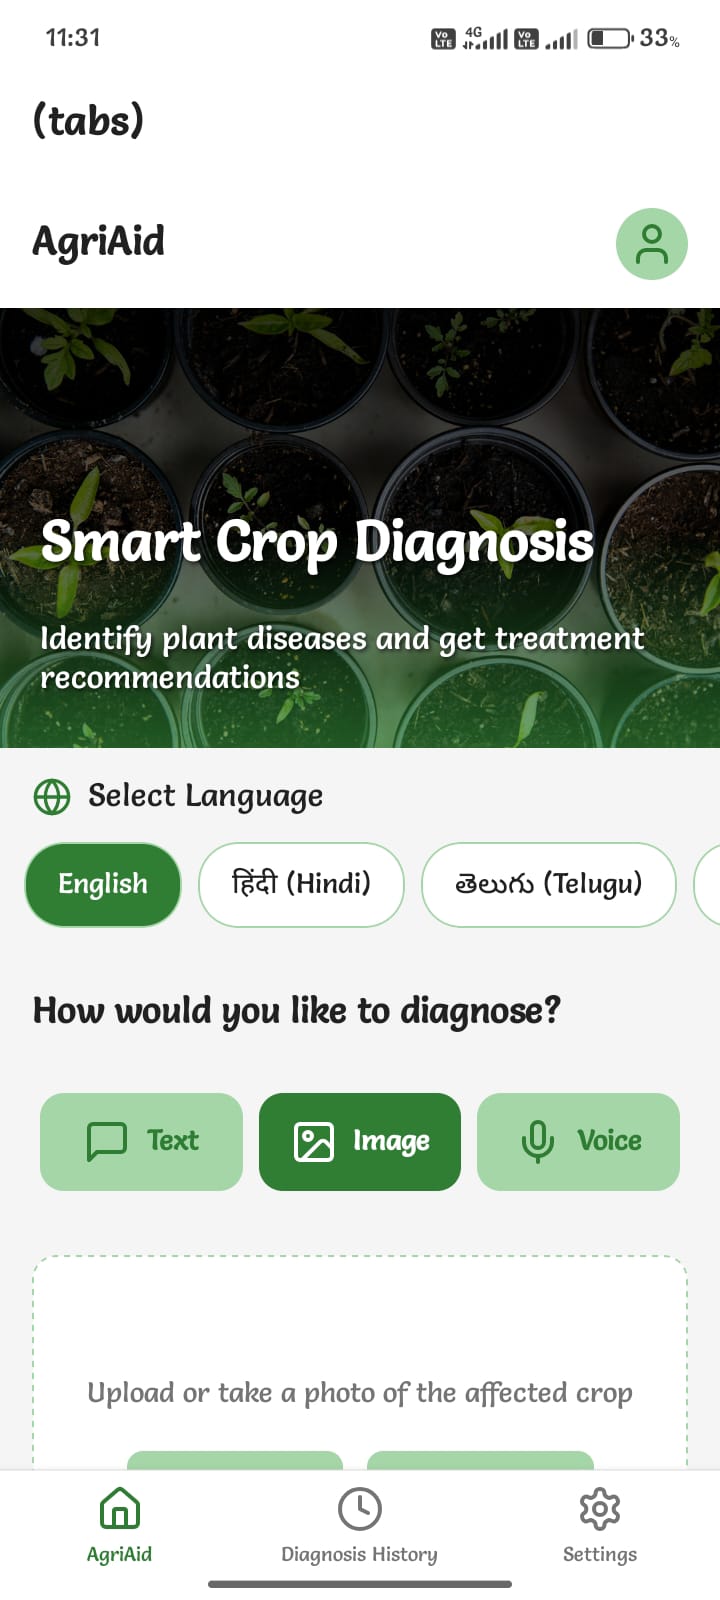 11:31
Vo LTE 4G Vo LTE 33%
(tabs)
AgriAid
Smart Crop Diagnosis
Identify plant diseases and get treatment
recommendations
Select Language
English हिंदी (Hindi) తెలుగు (Telugu)
How would you like to diagnose?
Text Image Voice
Upload or take a photo of the affected crop
AgriAid Diagnosis History Settings